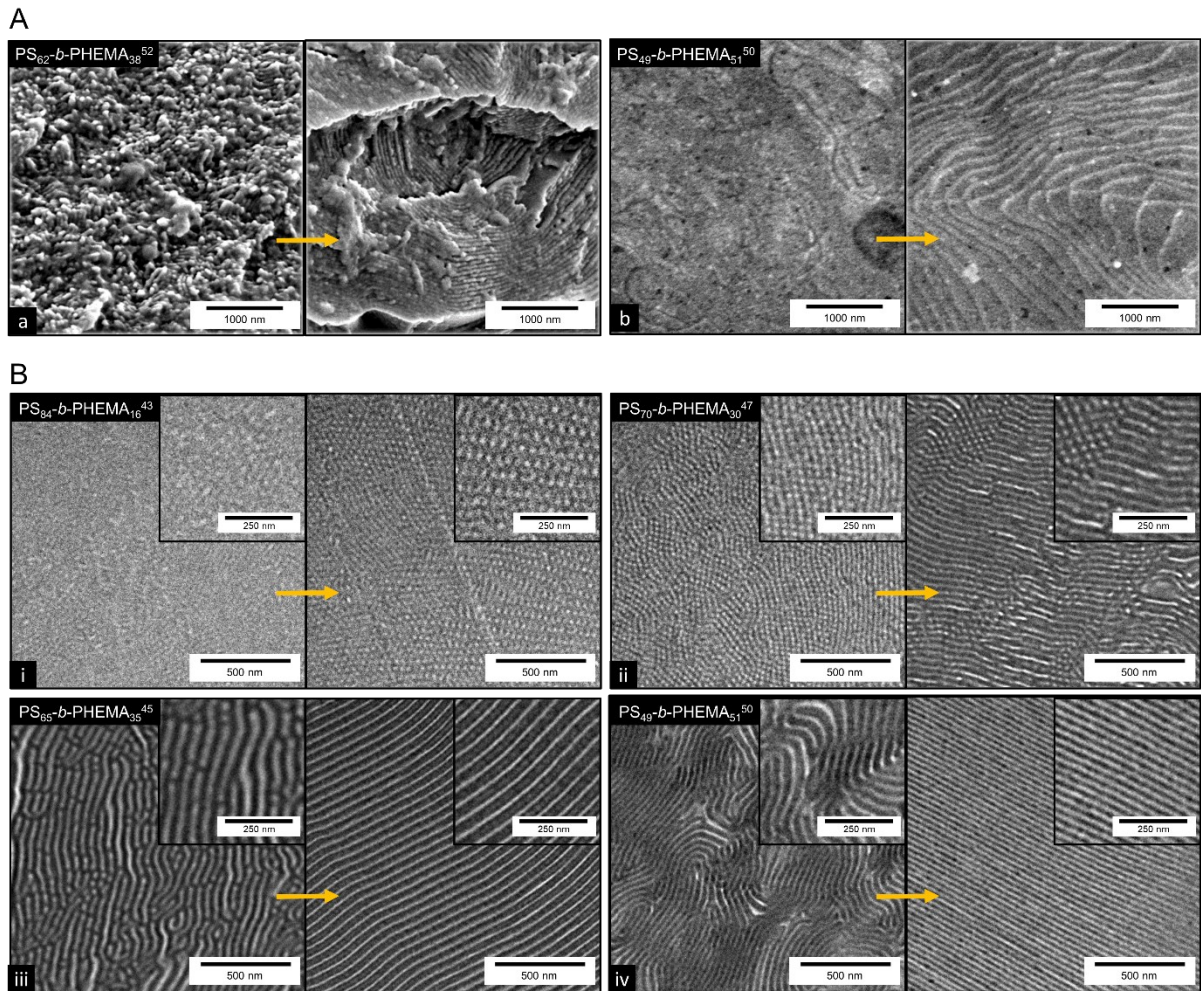 A
PS62-b-PHEMA38^52
a
1000 nm
1000 nm
PS49-b-PHEMA51^50
b
1000 nm
1000 nm
B
PS84-b-PHEMA16^43
250 nm
250 nm
i
500 nm
500 nm
PS70-b-PHEMA30^47
250 nm
250 nm
ii
500 nm
500 nm
PS65-b-PHEMA35^45
250 nm
250 nm
iii
500 nm
500 nm
PS49-b-PHEMA51^50
250 nm
250 nm
iv
500 nm
500 nm